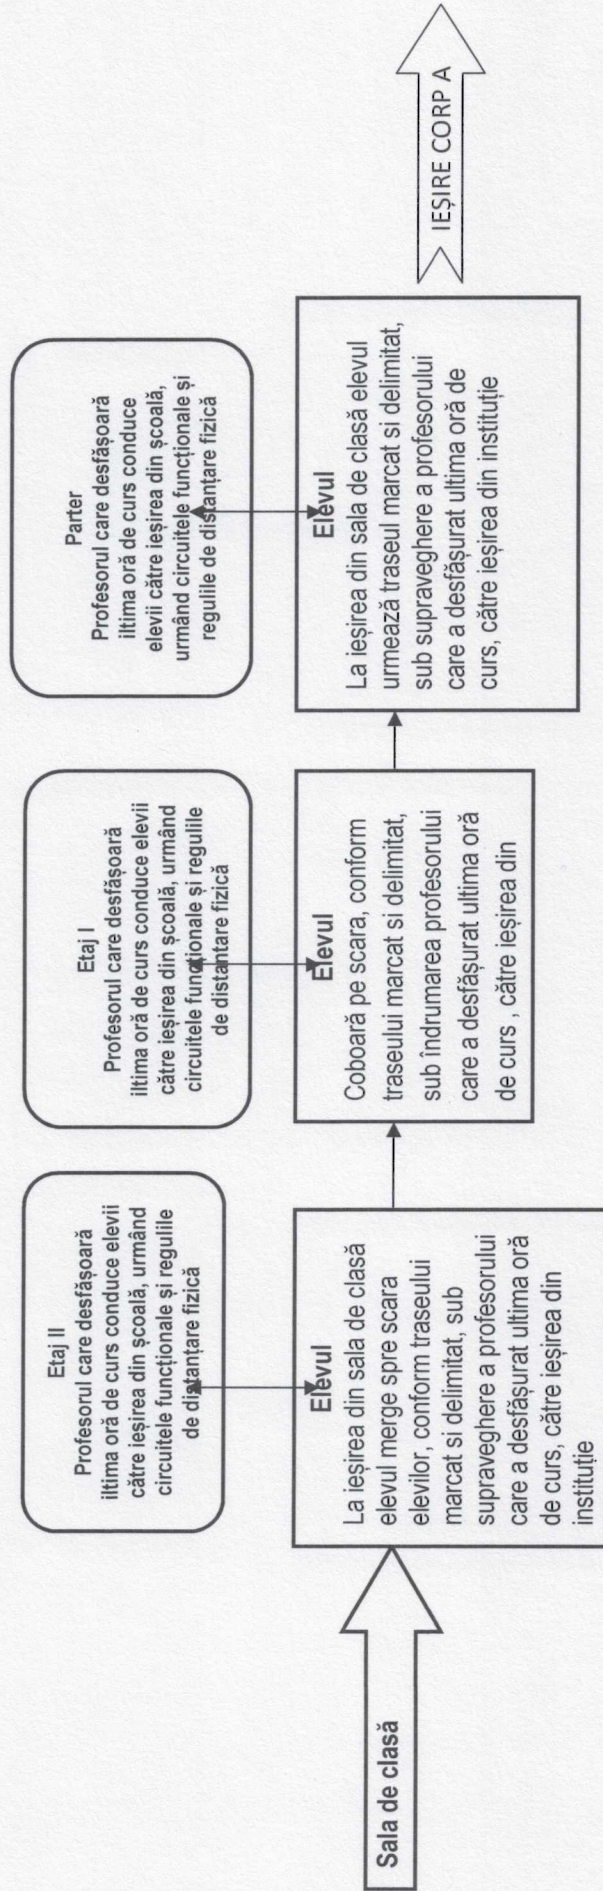 Sala de clasă
Etaj II
Profesorul care desfășoară
iltima oră de curs conduce elevii
către ieșirea din școală, urmând
circuitele funcționale și regulile
de distanțare fizică
Elevul
La ieșirea din sala de clasă
elevul merge spre scara
elevilor, conform traseului
marcat si delimitat, sub
supraveghere a profesorului
care a desfășurat ultima oră
de curs, către ieșirea din
instituție
Etaj I
Profesorul care desfășoară
iltima oră de curs conduce elevii
către ieșirea din școală, urmând
circuitele funcționale și regulile
de distantare fizică
Elevul
Coboară pe scara, conform
traseului marcat si delimitat,
sub îndrumarea profesorului
care a desfășurat ultima oră
de curs , către ieșirea din
Parter
Profesorul care desfășoară
iltima oră de curs conduce
elevii către ieșirea din școală,
urmând circuitele funcționale și
regulile de distanțare fizică
Elevul
La ieșirea din sala de clasă elevul
urmează traseul marcat si delimitat,
sub supraveghere a profesorului
care a desfășurat ultima oră de
curs, către ieșirea din instituție
IEȘIRE CORP A